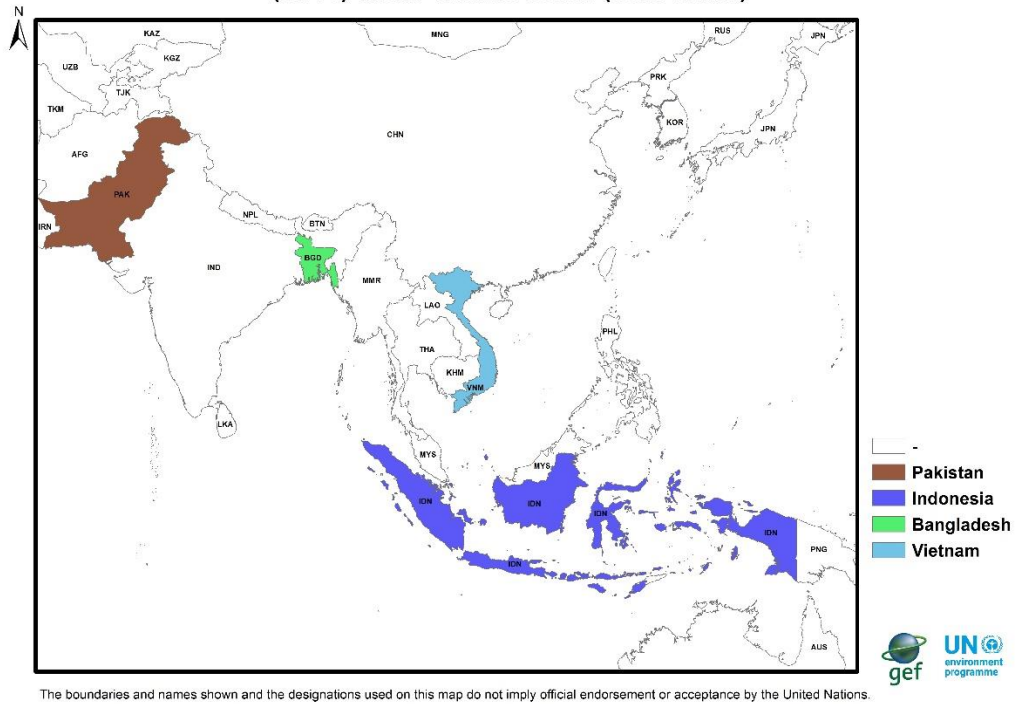 N
KAZ
MNG
RUS
JPN
UZB
KGZ
PRK
TJK
TKM
KOR
JPN
CHN
AFG
PAK
NPL
BTN
IRN
BGD
IND
MMR
LAO
PHL
THA
KHM
VNM
LKA
MYS
MYS
IDN
IDN
IDN
IDN
IDN
PNG
AUS
-
Pakistan
Indonesia
Bangladesh
Vietnam
gef
UN
environment
programme
The boundaries and names shown and the designations used on this map do not imply official endorsement or acceptance by the United Nations.